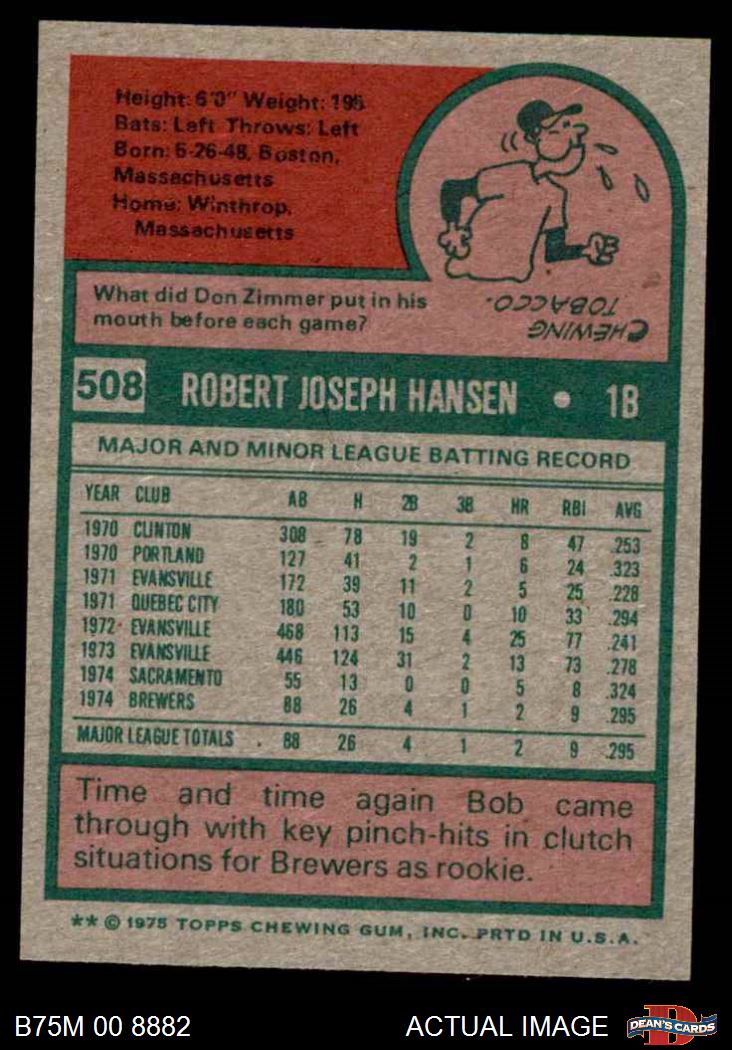 Height: 6'0" Weight: 195
Bats: Left Throws: Left
Born: 5-26-48, Boston,
Massachusetts
Home: Winthrop,
Massachusetts
What did Don Zimmer put in his
mouth before each game?
CHEWING
TOBACCO.
508 ROBERT JOSEPH HANSEN • 1B
MAJOR AND MINOR LEAGUE BATTING RECORD
YEAR CLUB AB H 2B 3B HR RBI AVG
1970 CLINTON 308 78 19 2 8 47 .253
1970 PORTLAND 127 41 2 1 6 24 .323
1971 EVANSVILLE 172 39 11 2 5 25 .228
1971 QUEBEC CITY 180 53 10 0 10 33 .294
1972 EVANSVILLE 468 113 15 4 25 77 .241
1973 EVANSVILLE 446 124 31 2 13 73 .278
1974 SACRAMENTO 55 13 0 0 5 8 .324
1974 BREWERS 88 26 4 1 2 9 .295
MAJOR LEAGUE TOTALS 88 26 4 1 2 9 .295
Time and time again Bob came
through with key pinch-hits in clutch
situations for Brewers as rookie.
** © 1975 TOPPS CHEWING GUM, INC. PRTD IN U.S.A.
B75M 00 8882 ACTUAL IMAGE DEAN'S CARDS